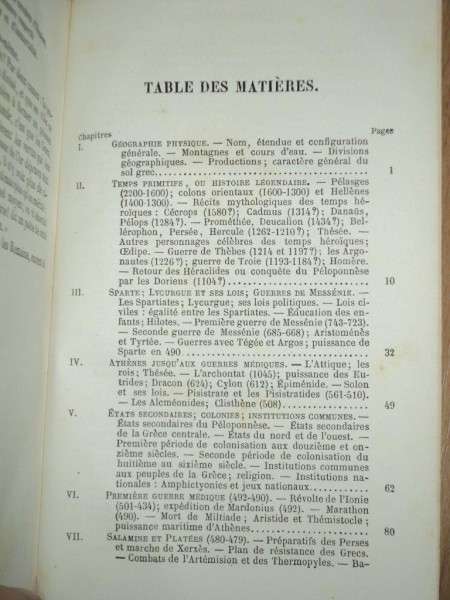 TABLE DES MATIÈRES.
Chapitres Pages
I. GÉOGRAPHIE PHYSIQUE. — Nom, étendue et configuration
générale. — Montagnes et cours d'eau. — Divisions
géographiques. — Productions; caractère général du
sol grec. 1
II. TEMPS PRIMITIFS, OU HISTOIRE LÉGENDAIRE. — Pélasges
(2200-1600); colons orientaux (1600-1300) et Hellènes
(1400-1300). — Récits mythologiques des temps hé-
roïques: Cécrops (1580?); Cadmus (1314?); Danaüs,
Pélops (1284?). — Prométhée, Deucalion (1434?); Bel-
lérophon, Persée, Hercule (1262-1210?); Thésée. —
Autres personnages célèbres des temps héroïques;
Œdipe. — Guerre de Thèbes (1214 et 1197?); les Argo-
nautes (1226?); guerre de Troie (1193-1184?); Homère.
— Retour des Héraclides ou conquête du Péloponnèse
par les Doriens (1104?) 10
III. SPARTE; LYCURGUE ET SES LOIS; GUERRES DE MESSÉNIE. —
Les Spartiates; Lycurgue; ses lois politiques. — Lois ci-
viles: égalité entre les Spartiates. — Éducation des en-
fants; Hilotes. — Première guerre de Messénie (743-723).
— Seconde guerre de Messénie (685-668); Aristoménès
et Tyrtée. — Guerres avec Tégée et Argos; puissance de
Sparte en 490 32
IV. ATHÈNES JUSQU'AUX GUERRES MÉDIQUES. — L'Attique; les
rois; Thésée. — L'archontat (1045); puissance des Eu-
trides; Dracon (624); Cylon (612); Épiménide. — Solon
et ses lois. — Pisistrate et les Pisistratides (561-510).
— Les Alcméonides; Clisthène (508) 49
V. ÉTATS SECONDAIRES; COLONIES; INSTITUTIONS COMMUNES. —
États secondaires du Péloponnèse. — États secondaires
de la Grèce centrale. — États du nord et de l'ouest. —
Première période de colonisation aux douzième et on-
zième siècles. — Seconde période de colonisation du
huitième au sixième siècle. — Institutions communes
aux peuples de la Grèce; religion. — Institutions na-
tionales: Amphictyonies et jeux nationaux 62
VI. PREMIÈRE GUERRE MÉDIQUE (492-490). — Révolte de l'Ionie
(501-434); expédition de Mardonius (492). — Marathon
(490). — Mort de Miltiade; Aristide et Thémistocle;
puissance maritime d'Athènes 80
VII. SALAMINE ET PLATÉES (480-479). — Préparatifs des Perses
et marche de Xerxès. — Plan de résistance des Grecs.
— Combats de l'Artémision et des Thermopyles. — Ba-